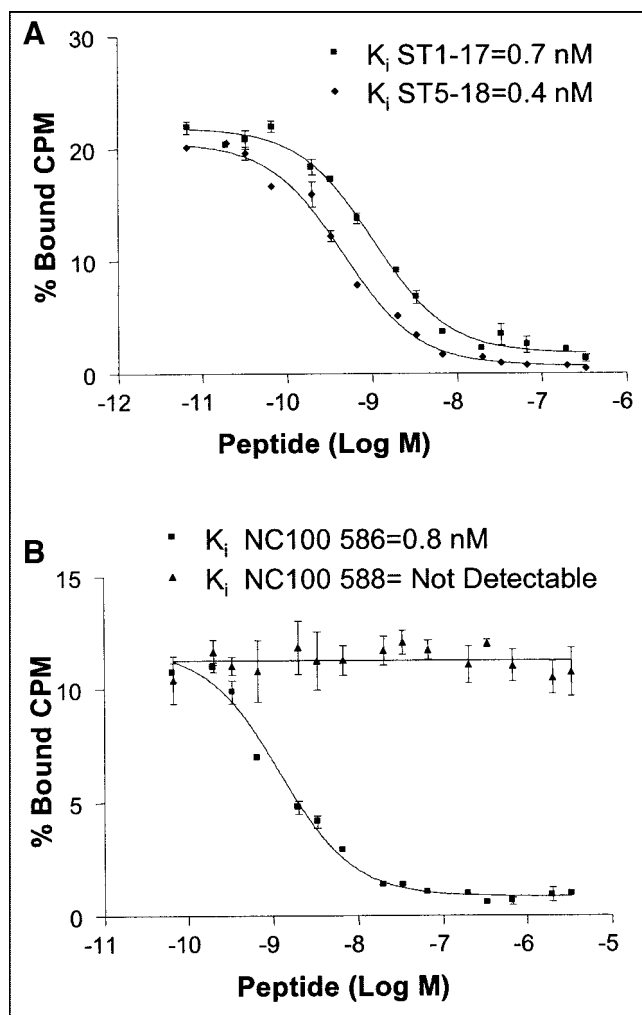 A
30
20
10
0
% Bound CPM
■ Ki ST1-17=0.7 nM
◆ Ki ST5-18=0.4 nM
-12 -11 -10 -9 -8 -7 -6
Peptide (Log M)
B
■ Ki NC100 586=0.8 nM
▲ Ki NC100 588= Not Detectable
15
10
5
0
% Bound CPM
-11 -10 -9 -8 -7 -6 -5
Peptide (Log M)